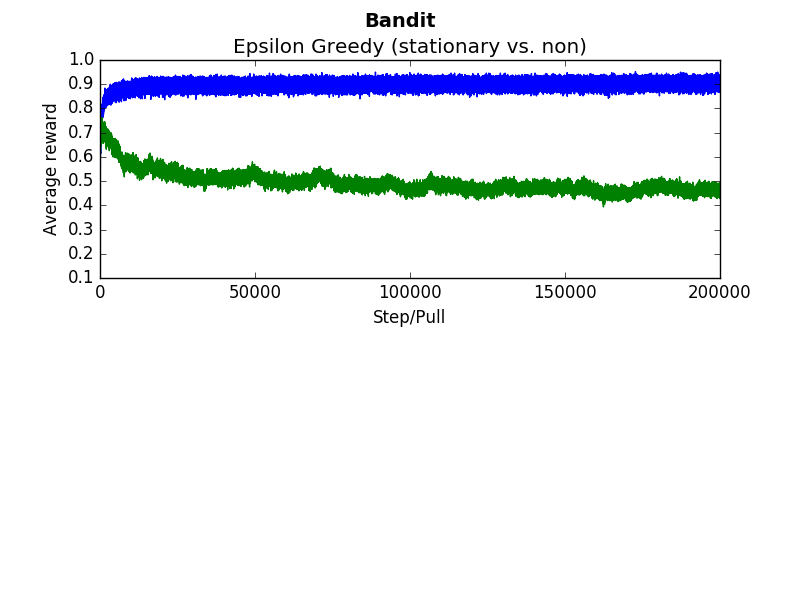 Bandit
Epsilon Greedy (stationary vs. non)
1.0
0.9
0.8
0.7
0.6
0.5
0.4
0.3
0.2
0.1
Average reward
0 50000 100000 150000 200000
Step/Pull